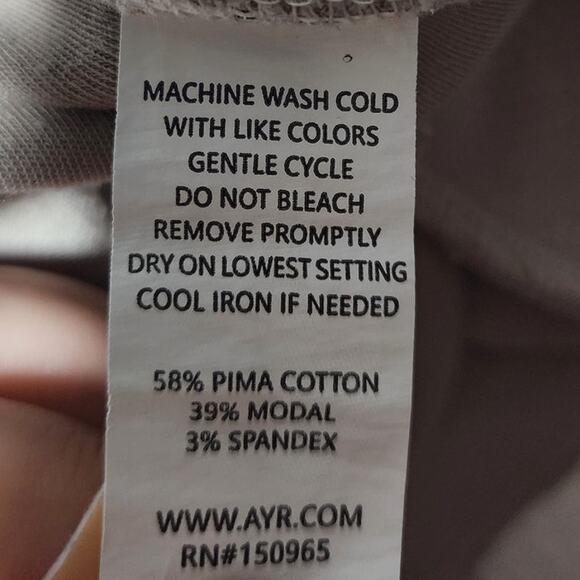 MACHINE WASH COLD
WITH LIKE COLORS
GENTLE CYCLE
DO NOT BLEACH
REMOVE PROMPTLY
DRY ON LOWEST SETTING
COOL IRON IF NEEDED
58% PIMA COTTON
39% MODAL
3% SPANDEX
WWW.AYR.COM
RN#150965